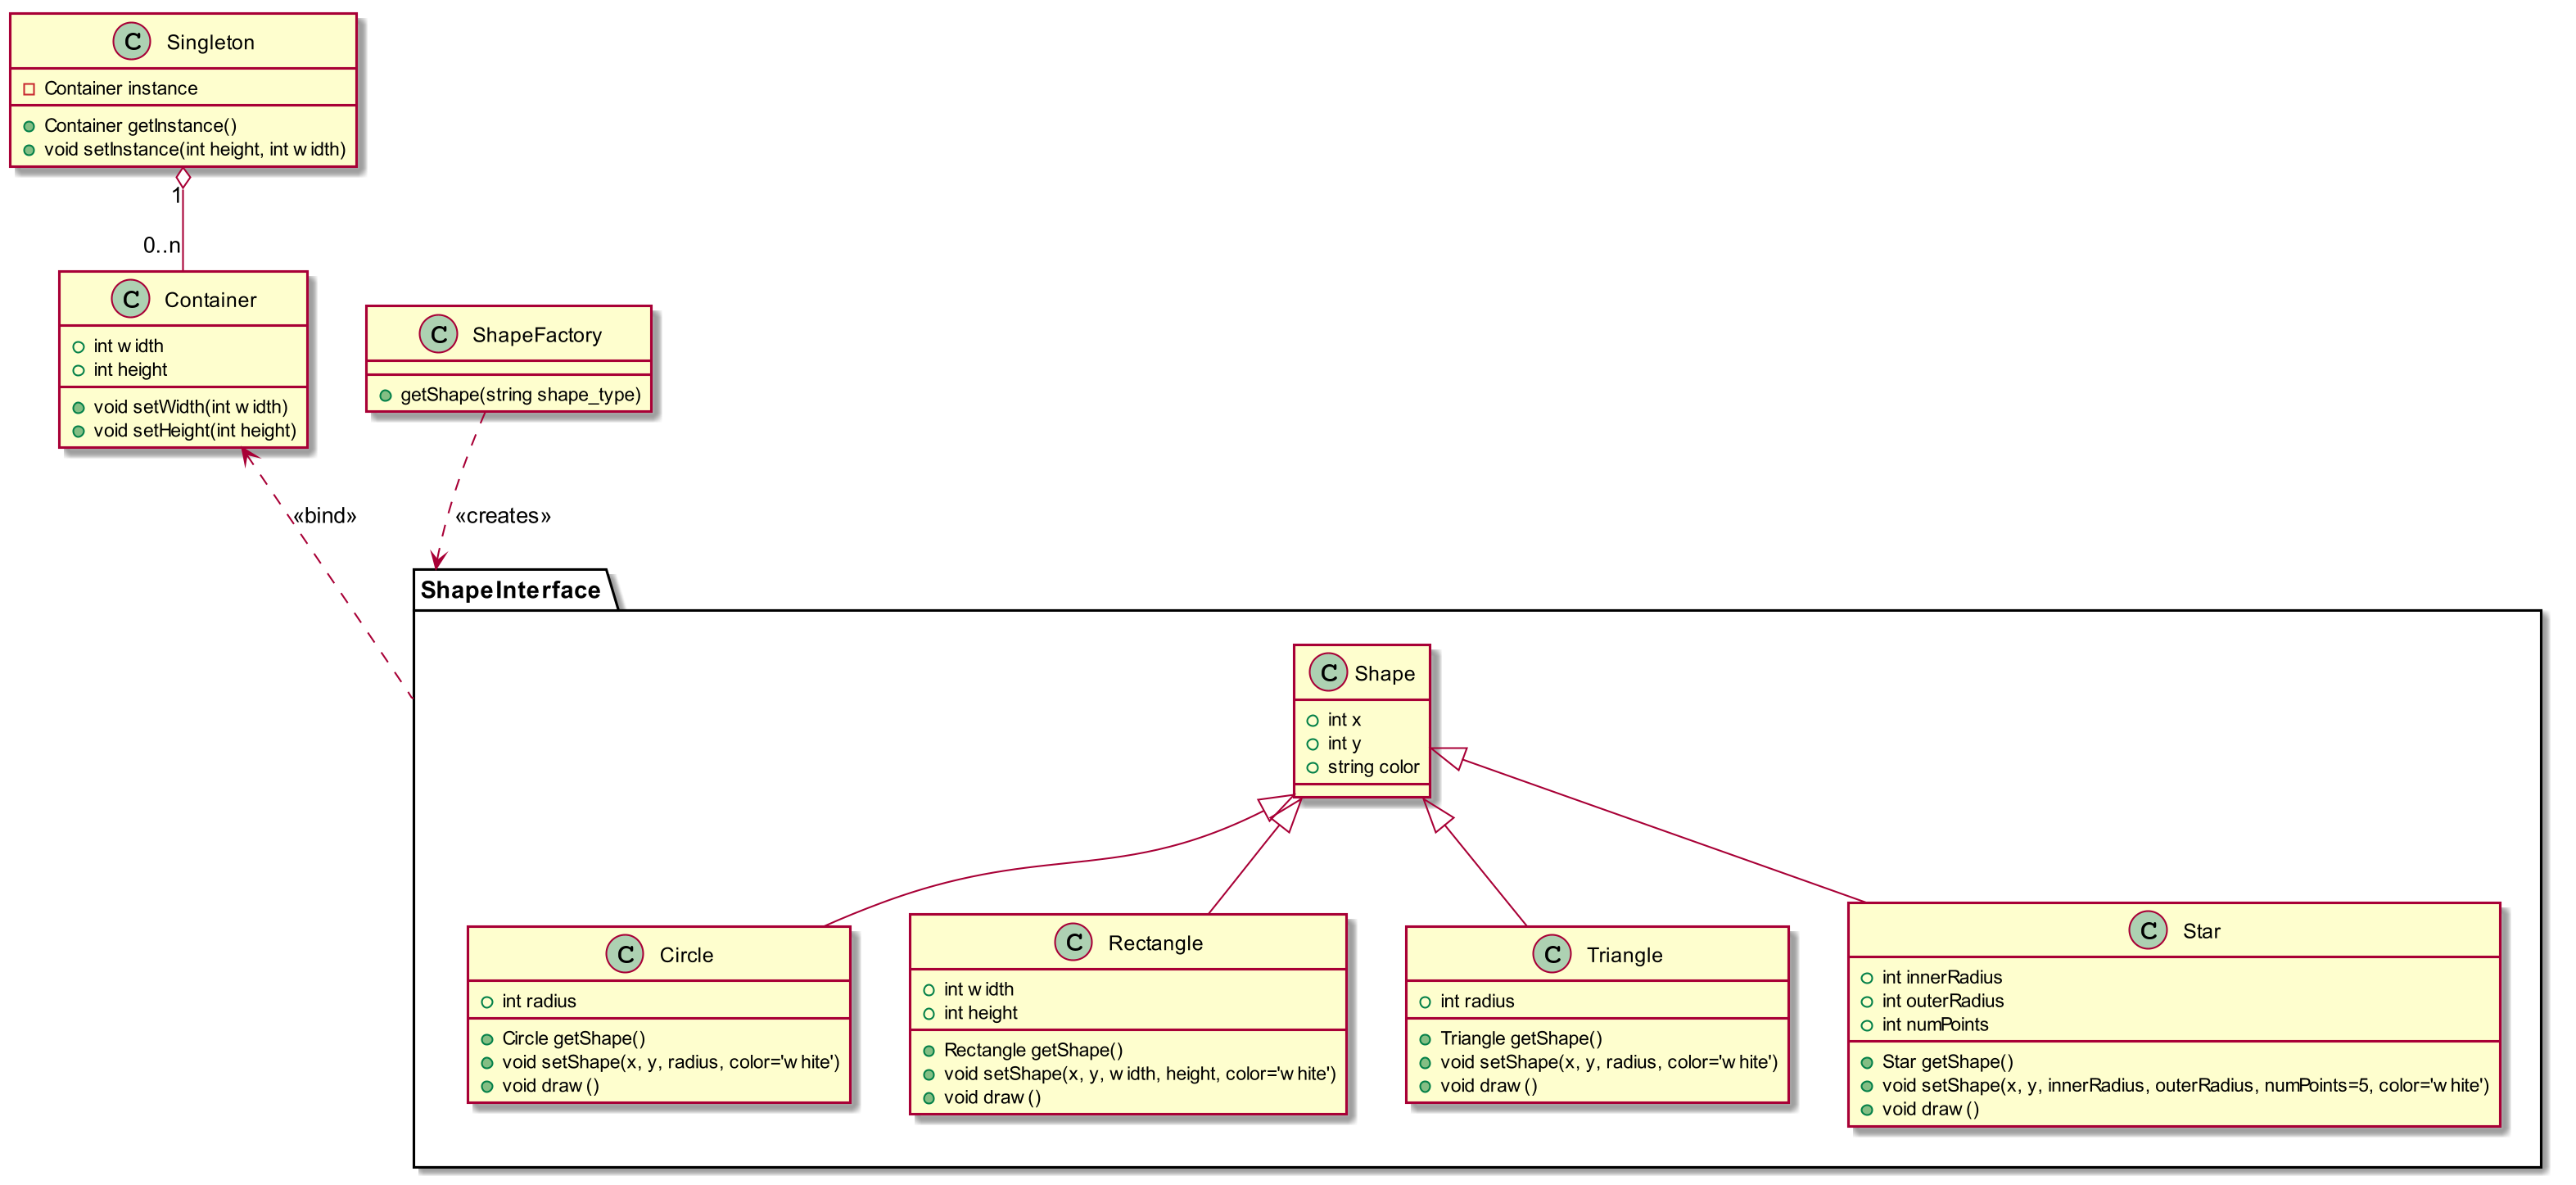 C Singleton
Container instance
Container getInstance()
void setInstance(int height, int width)
1
0..n
C Container
int width
int height
void setWidth(int width)
void setHeight(int height)
C ShapeFactory
getShape(string shape_type)
«bind»
«creates»
ShapeInterface
C Shape
int x
int y
string color
C Circle
int radius
Circle getShape()
void setShape(x, y, radius, color='white')
void draw()
C Rectangle
int width
int height
Rectangle getShape()
void setShape(x, y, width, height, color='white')
void draw()
C Triangle
int radius
Triangle getShape()
void setShape(x, y, radius, color='white')
void draw()
C Star
int innerRadius
int outerRadius
int numPoints
Star getShape()
void setShape(x, y, innerRadius, outerRadius, numPoints=5, color='white')
void draw()